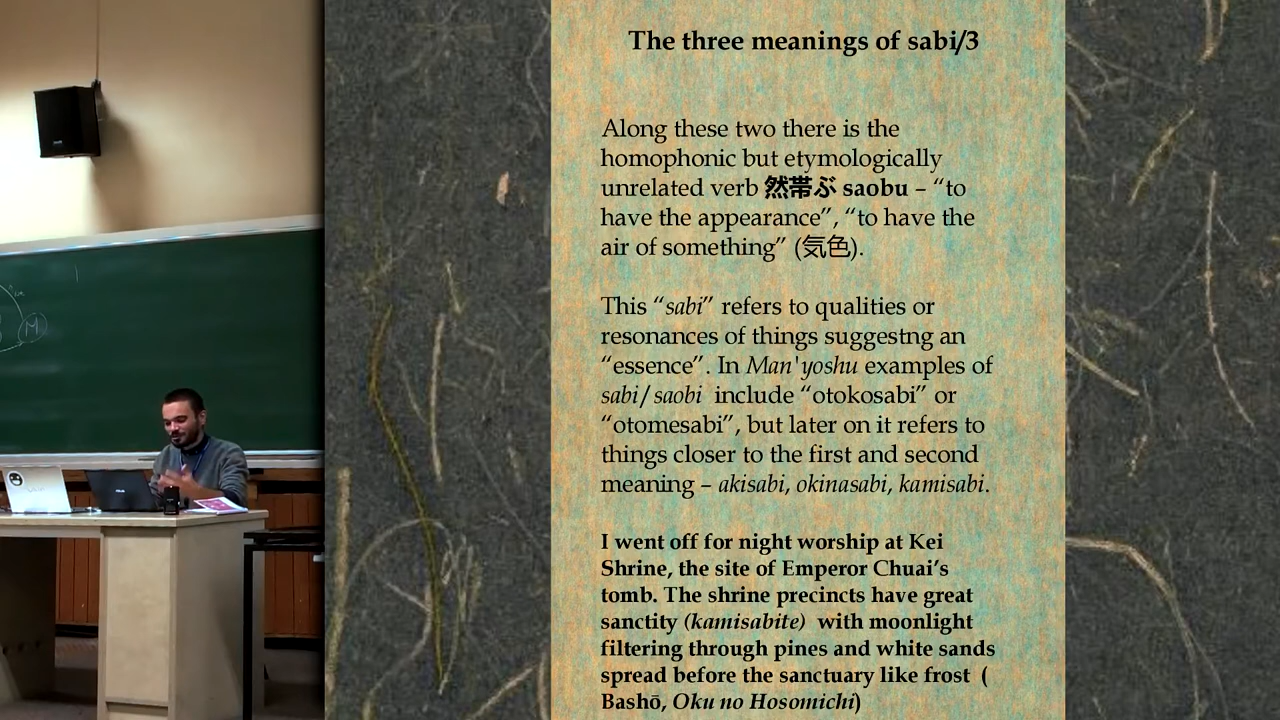 The three meanings of sabi/3
Along these two there is the
homophonic but etymologically
unrelated verb 然帯ぶ saobu – “to
have the appearance”, “to have the
air of something” (気色).
This “sabi” refers to qualities or
resonances of things suggestng an
“essence”. In Man'yoshu examples of
sabi/saobi include “otokosabi” or
“otomesabi”, but later on it refers to
things closer to the first and second
meaning – akisabi, okinasabi, kamisabi.
I went off for night worship at Kei
Shrine, the site of Emperor Chuai’s
tomb. The shrine precincts have great
sanctity (kamisabite) with moonlight
filtering through pines and white sands
spread before the sanctuary like frost (
Bashō, Oku no Hosomichi)